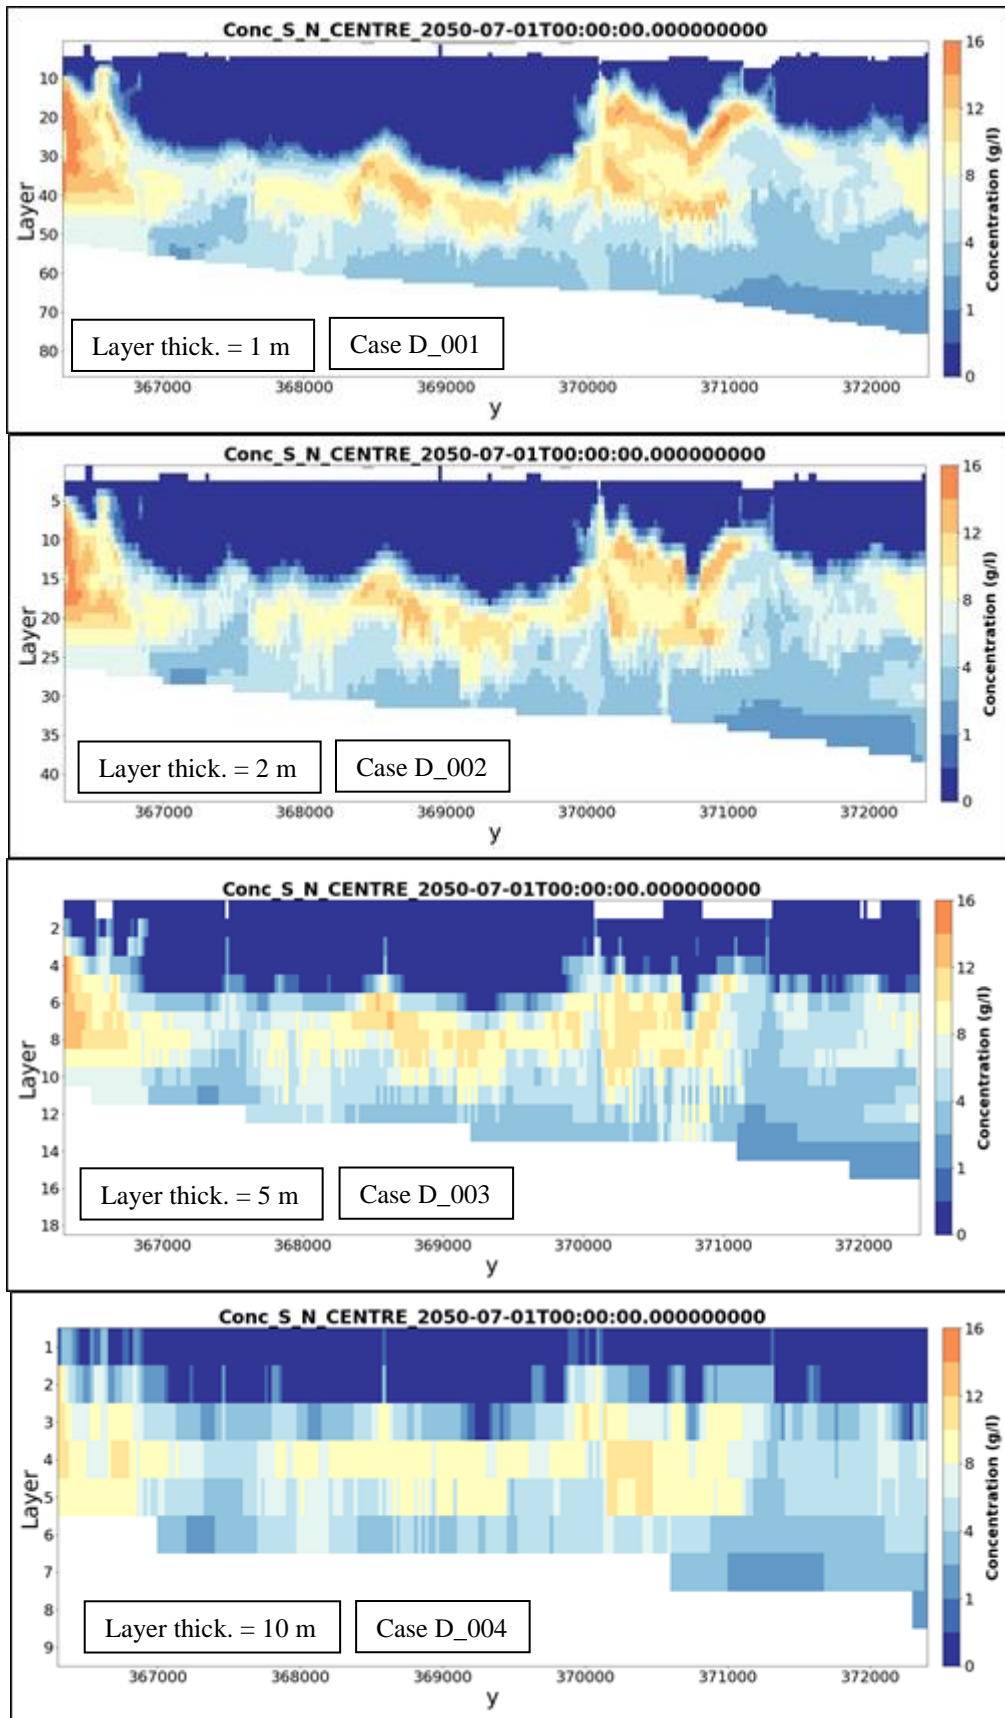 Conc_S_N_CENTRE_2050-07-01T00:00:00.000000000
10
20
30
40
50
60
70
80
Layer
367000 368000 369000 370000 371000 372000
y
16
12
8
4
1
0
Concentration (g/l)
Layer thick. = 1 m
Case D_001
Conc_S_N_CENTRE_2050-07-01T00:00:00.000000000
5
10
15
20
25
30
35
40
Layer
367000 368000 369000 370000 371000 372000
y
16
12
8
4
1
0
Concentration (g/l)
Layer thick. = 2 m
Case D_002
Conc_S_N_CENTRE_2050-07-01T00:00:00.000000000
2
4
6
8
10
12
14
16
18
Layer
367000 368000 369000 370000 371000 372000
y
16
12
8
4
1
0
Concentration (g/l)
Layer thick. = 5 m
Case D_003
Conc_S_N_CENTRE_2050-07-01T00:00:00.000000000
1
2
3
4
5
6
7
8
9
Layer
367000 368000 369000 370000 371000 372000
y
16
12
8
4
1
0
Concentration (g/l)
Layer thick. = 10 m
Case D_004